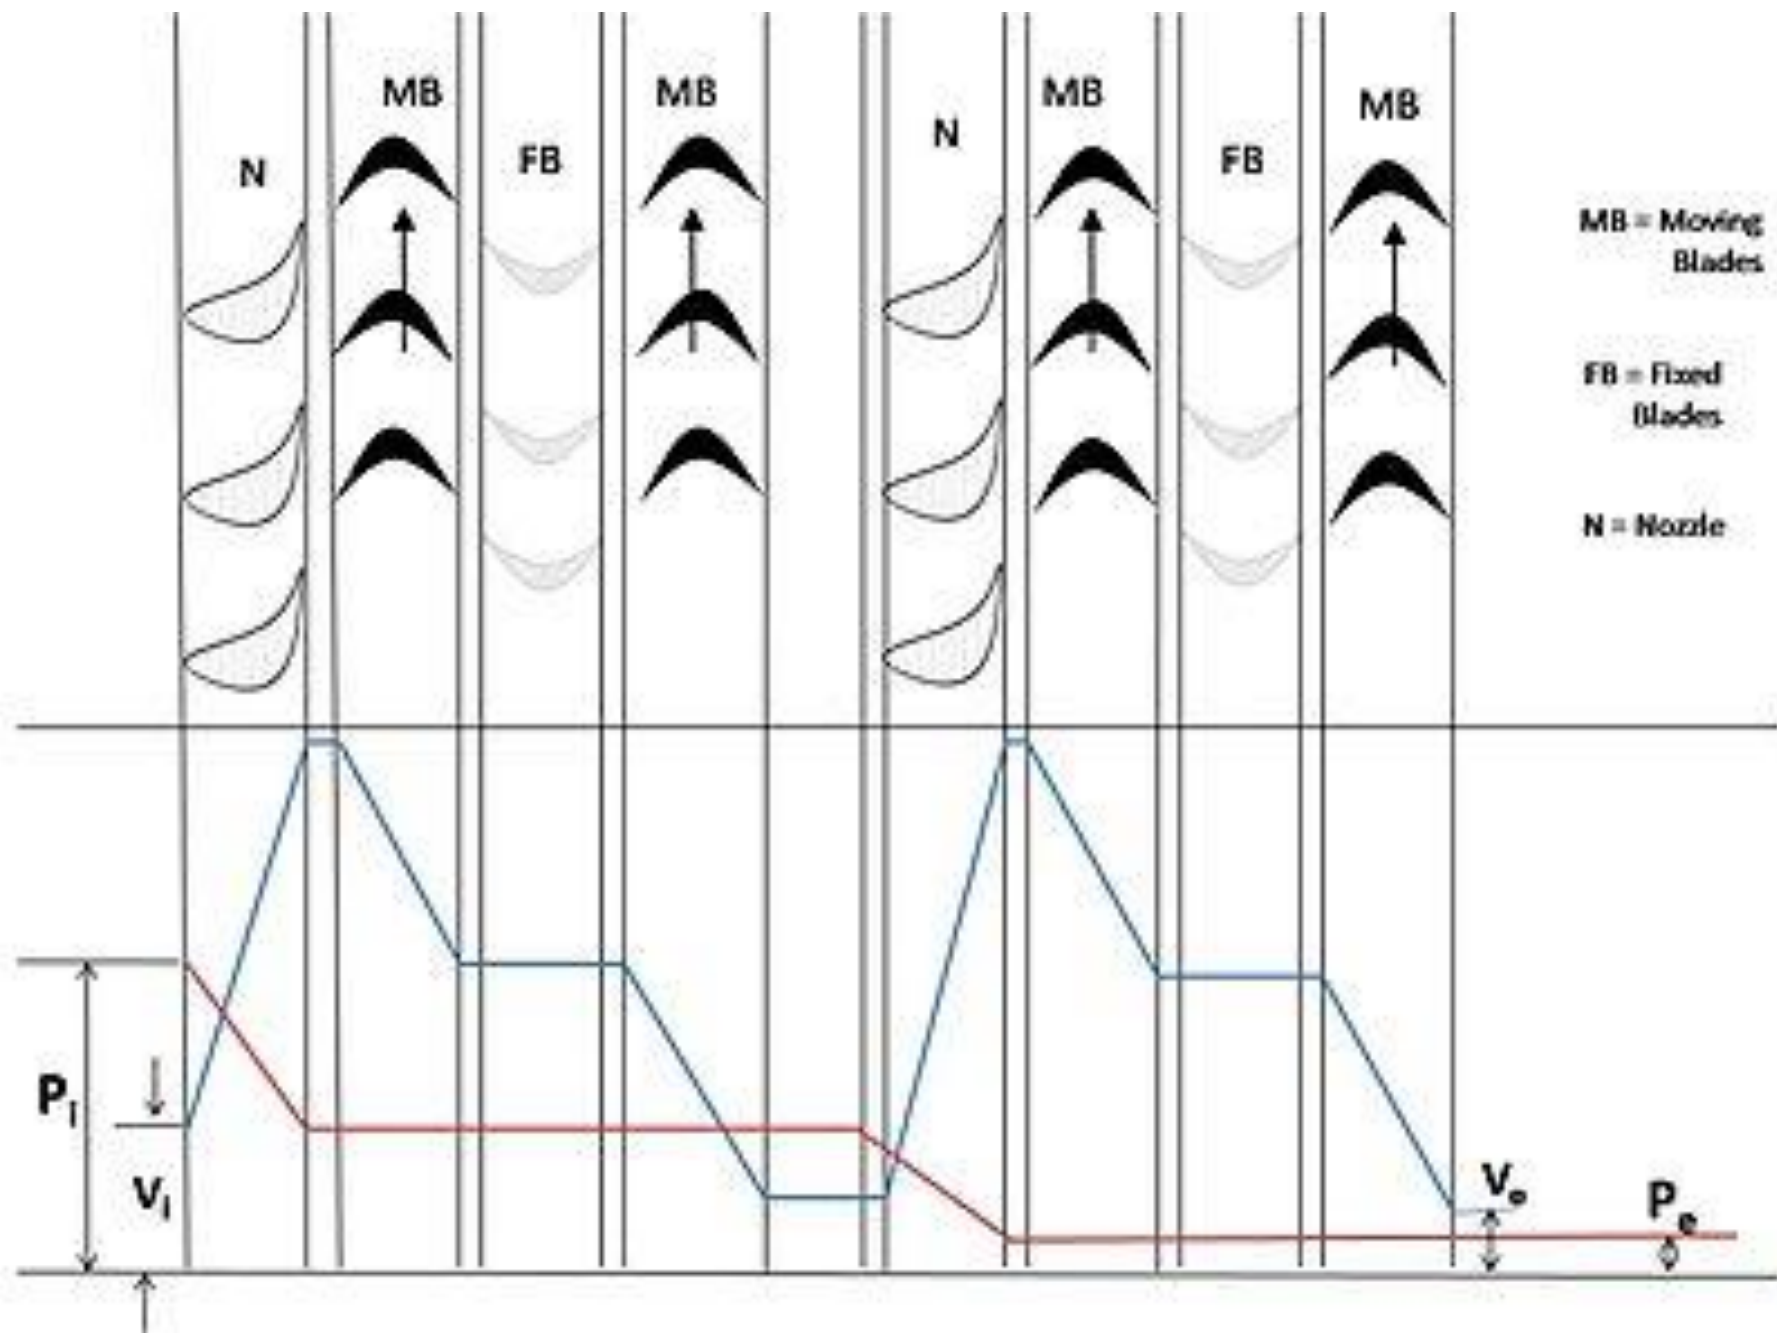 MB
MB
MB
MB
N
FB
N
FB
MB = Moving
Blades
FB = Fixed
Blades
N = Nozzle
Pi
Vi
Ve
Pe